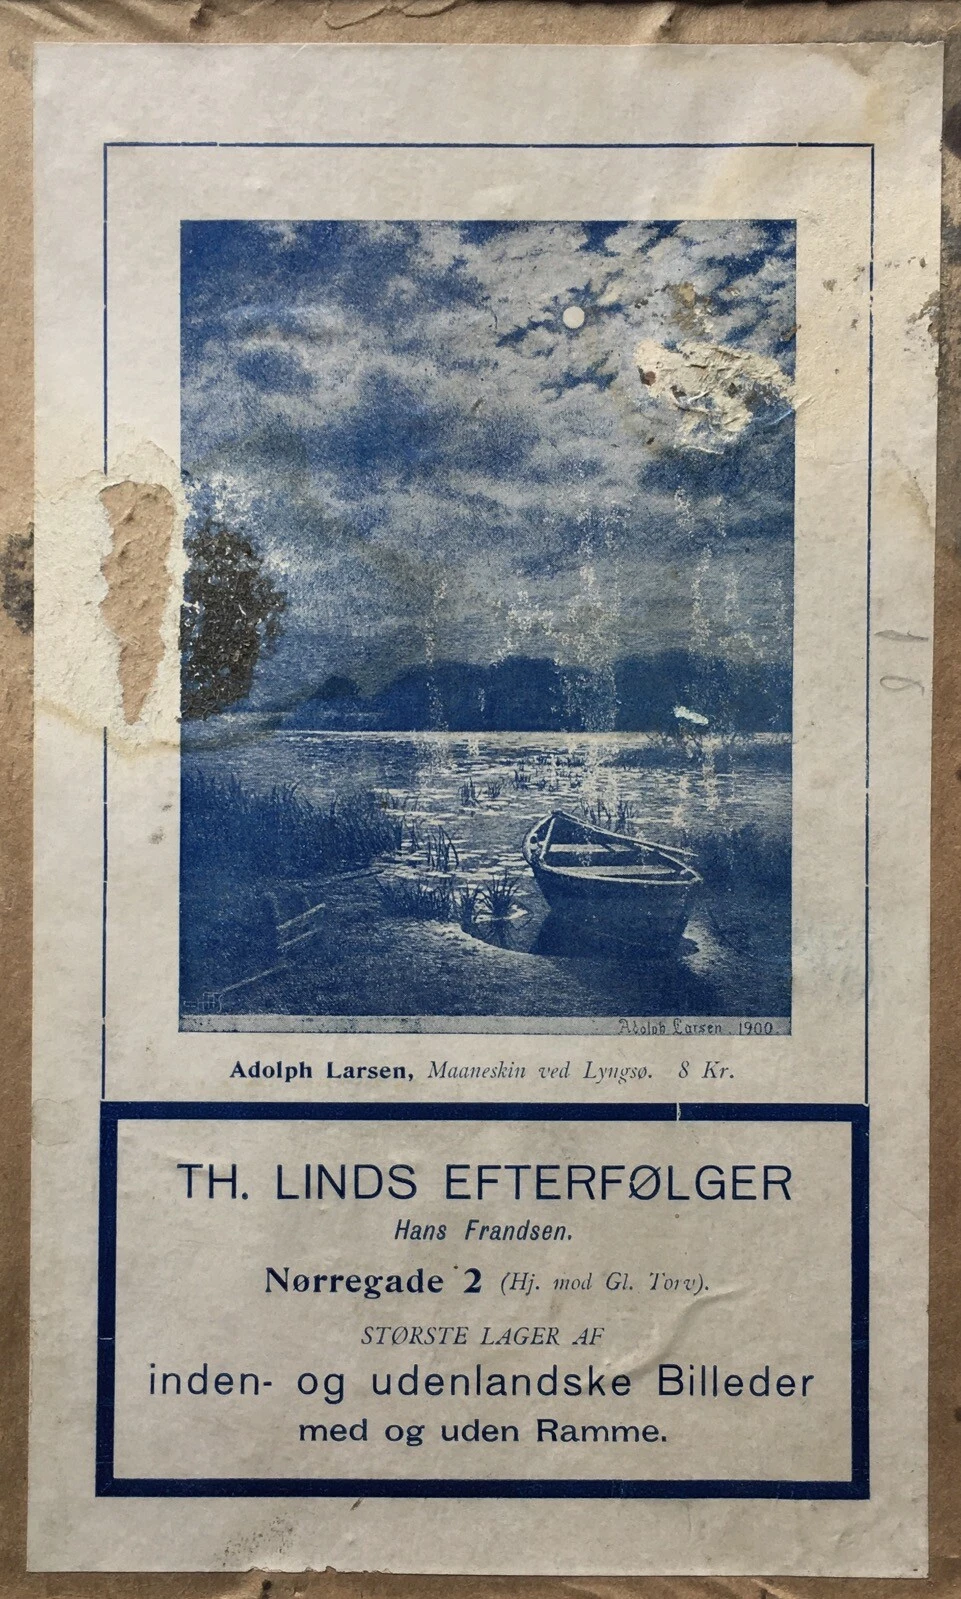 Adolph Larsen . 1900.
Adolph Larsen, Maaneskin ved Lyngsø. 8 Kr.
TH. LINDS EFTERFØLGER
Hans Frandsen.
Nørregade 2 (Hj. mod Gl. Torv).
STØRSTE LAGER AF
inden- og udenlandske Billeder
med og uden Ramme.